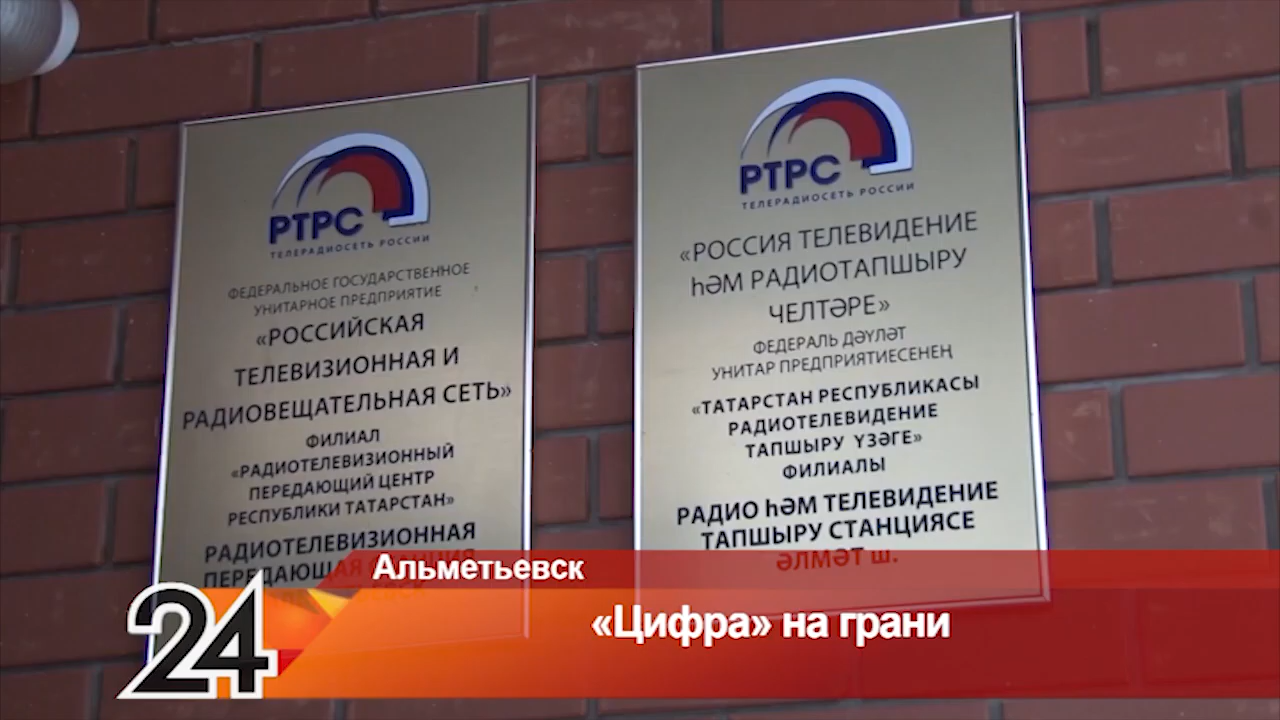 РТРС
ТЕЛЕРАДИОСЕТЬ РОССИИ
ФЕДЕРАЛЬНОЕ ГОСУДАРСТВЕННОЕ
УНИТАРНОЕ ПРЕДПРИЯТИЕ
«РОССИЙСКАЯ
ТЕЛЕВИЗИОННАЯ И
РАДИОВЕЩАТЕЛЬНАЯ СЕТЬ»
ФИЛИАЛ
«РАДИОТЕЛЕВИЗИОННЫЙ
ПЕРЕДАЮЩИЙ ЦЕНТР
РЕСПУБЛИКИ ТАТАРСТАН»
РАДИОТЕЛЕВИЗИОННАЯ
ПЕРЕДАЮЩАЯ СТАНЦИЯ
РТРС
ТЕЛЕРАДИОСЕТЬ РОССИИ
«РОССИЯ ТЕЛЕВИДЕНИЕ
ҺӘМ РАДИОТАПШЫРУ
ЧЕЛТӘРЕ»
ФЕДЕРАЛЬ ДӘҮЛӘТ
УНИТАР ПРЕДПРИЯТИЕСЕНЕҢ
«ТАТАРСТАН РЕСПУБЛИКАСЫ
РАДИОТЕЛЕВИДЕНИЕ
ТАПШЫРУ ҮЗӘГЕ»
ФИЛИАЛЫ
РАДИО ҺӘМ ТЕЛЕВИДЕНИЕ
ТАПШЫРУ СТАНЦИЯСЕ
ӘЛМӘТ ш.
Альметьевск
24
«Цифра» на грани